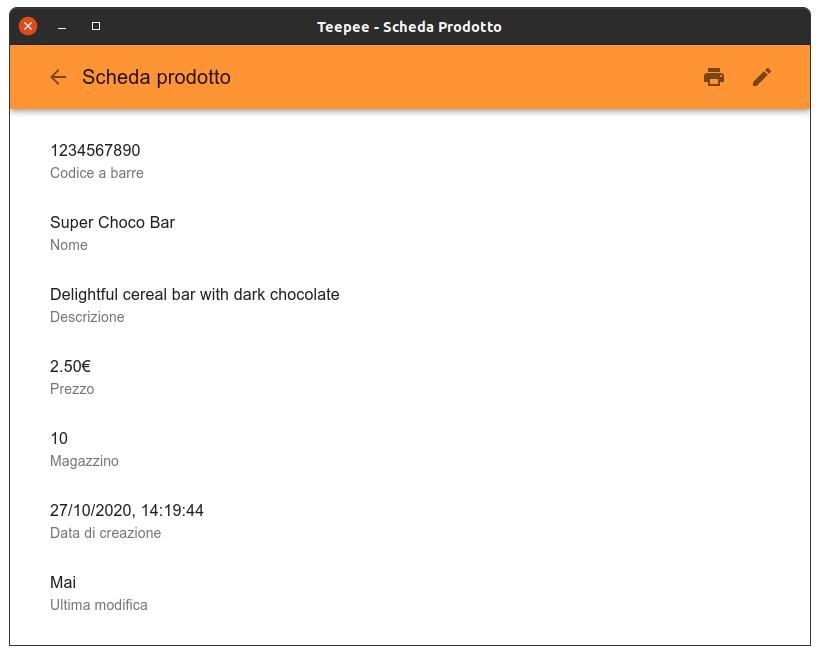 Teepee - Scheda Prodotto
Scheda prodotto
1234567890
Codice a barre
Super Choco Bar
Nome
Delightful cereal bar with dark chocolate
Descrizione
2.50€
Prezzo
10
Magazzino
27/10/2020, 14:19:44
Data di creazione
Mai
Ultima modifica